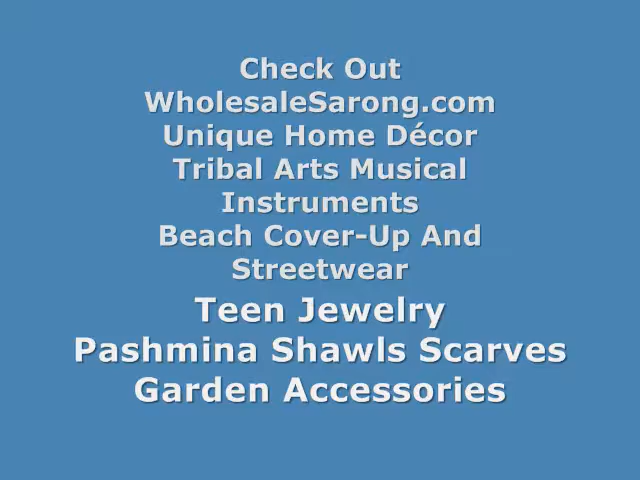 Check Out
WholesaleSarong.com
Unique Home Décor
Tribal Arts Musical
Instruments
Beach Cover-Up And
Streetwear
Teen Jewelry
Pashmina Shawls Scarves
Garden Accessories